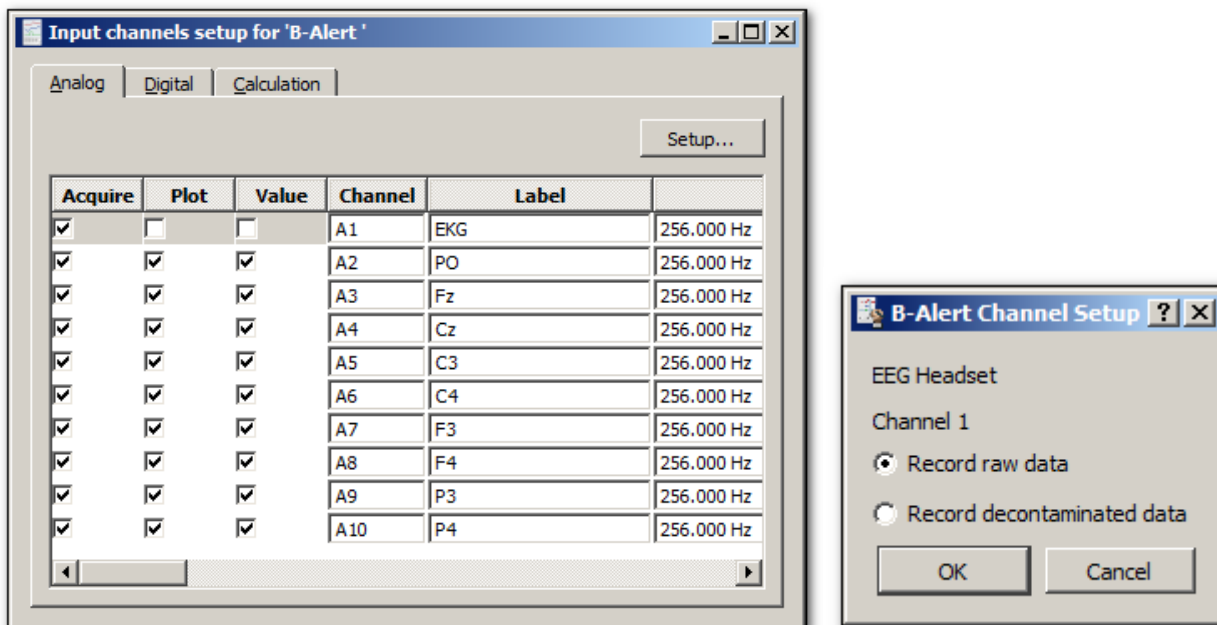 Input channels setup for 'B-Alert '
Analog Digital Calculation
Setup...
Acquire Plot Value Channel Label
A1 EKG 256.000 Hz
A2 PO 256.000 Hz
A3 Fz 256.000 Hz
A4 Cz 256.000 Hz
A5 C3 256.000 Hz
A6 C4 256.000 Hz
A7 F3 256.000 Hz
A8 F4 256.000 Hz
A9 P3 256.000 Hz
A10 P4 256.000 Hz
B-Alert Channel Setup
EEG Headset
Channel 1
Record raw data
Record decontaminated data
OK Cancel